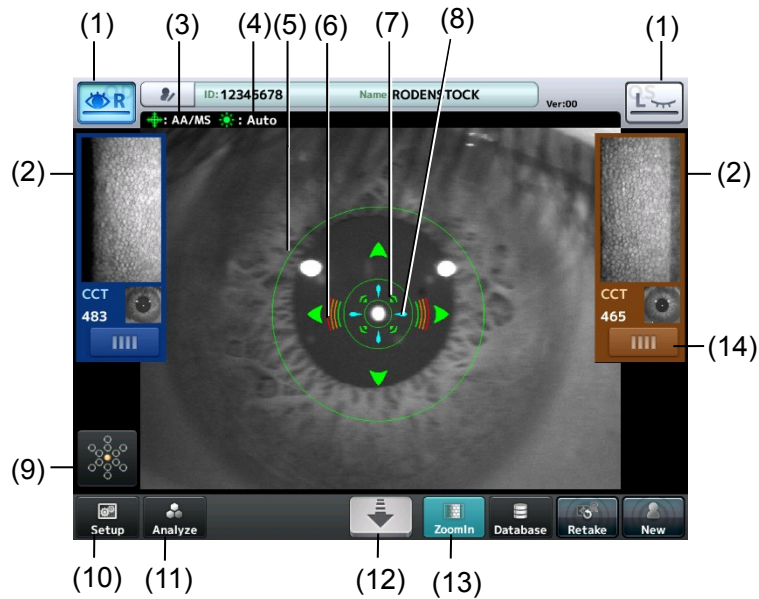 (1) (3) (4) (5) (6) (7) (8) (1)
R OD ID: 12345678 Name RODENSTOCK Ver:00 OS L
: AA/MS : Auto
(2) (2)
CCT CCT
483 465
(14)
(9)
Setup Analyze ZoomIn Database Retake New
(10) (11) (12) (13)